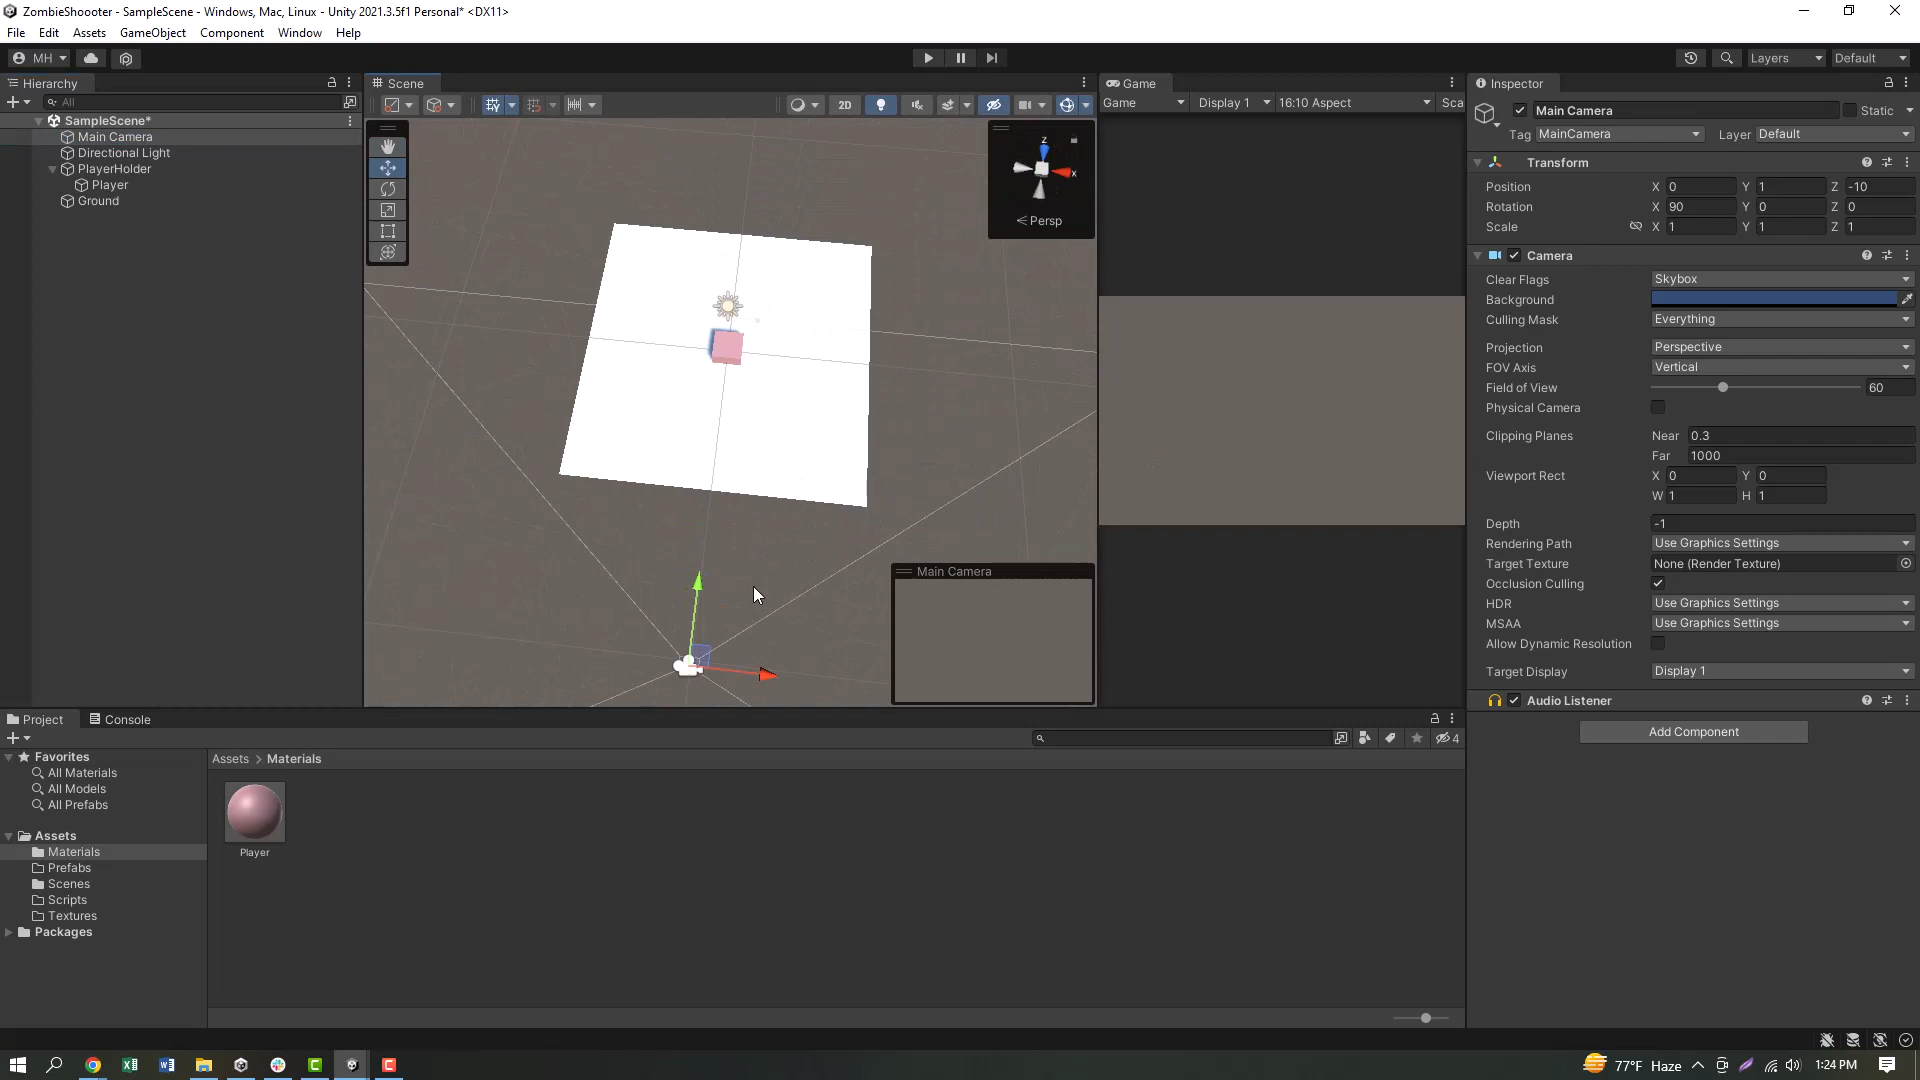 ZombieShoooter - SampleScene - Windows, Mac, Linux - Unity 2021.3.5f1 Personal* <DX11>
File Edit Assets GameObject Component Window Help
MH Layers Default
Hierarchy
All
SampleScene*
Main Camera
Directional Light
PlayerHolder
Player
Ground
Scene
2D
z
x
Persp
Main Camera
Game
Game Display 1 16:10 Aspect Sca
Inspector
Main Camera Static
Tag MainCamera Layer Default
Transform
Position X 0 Y 1 Z -10
Rotation X 90 Y 0 Z 0
Scale X 1 Y 1 Z 1
Camera
Clear Flags Skybox
Background
Culling Mask Everything
Projection Perspective
FOV Axis Vertical
Field of View 60
Physical Camera
Clipping Planes Near 0.3
Far 1000
Viewport Rect X 0 Y 0
W 1 H 1
Depth -1
Rendering Path Use Graphics Settings
Target Texture None (Render Texture)
Occlusion Culling
HDR Use Graphics Settings
MSAA Use Graphics Settings
Allow Dynamic Resolution
Target Display Display 1
Audio Listener
Add Component
Project Console
4
Favorites
All Materials
All Models
All Prefabs
Assets
Materials
Prefabs
Scenes
Scripts
Textures
Packages
Assets > Materials
Player
77°F Haze 1:24 PM